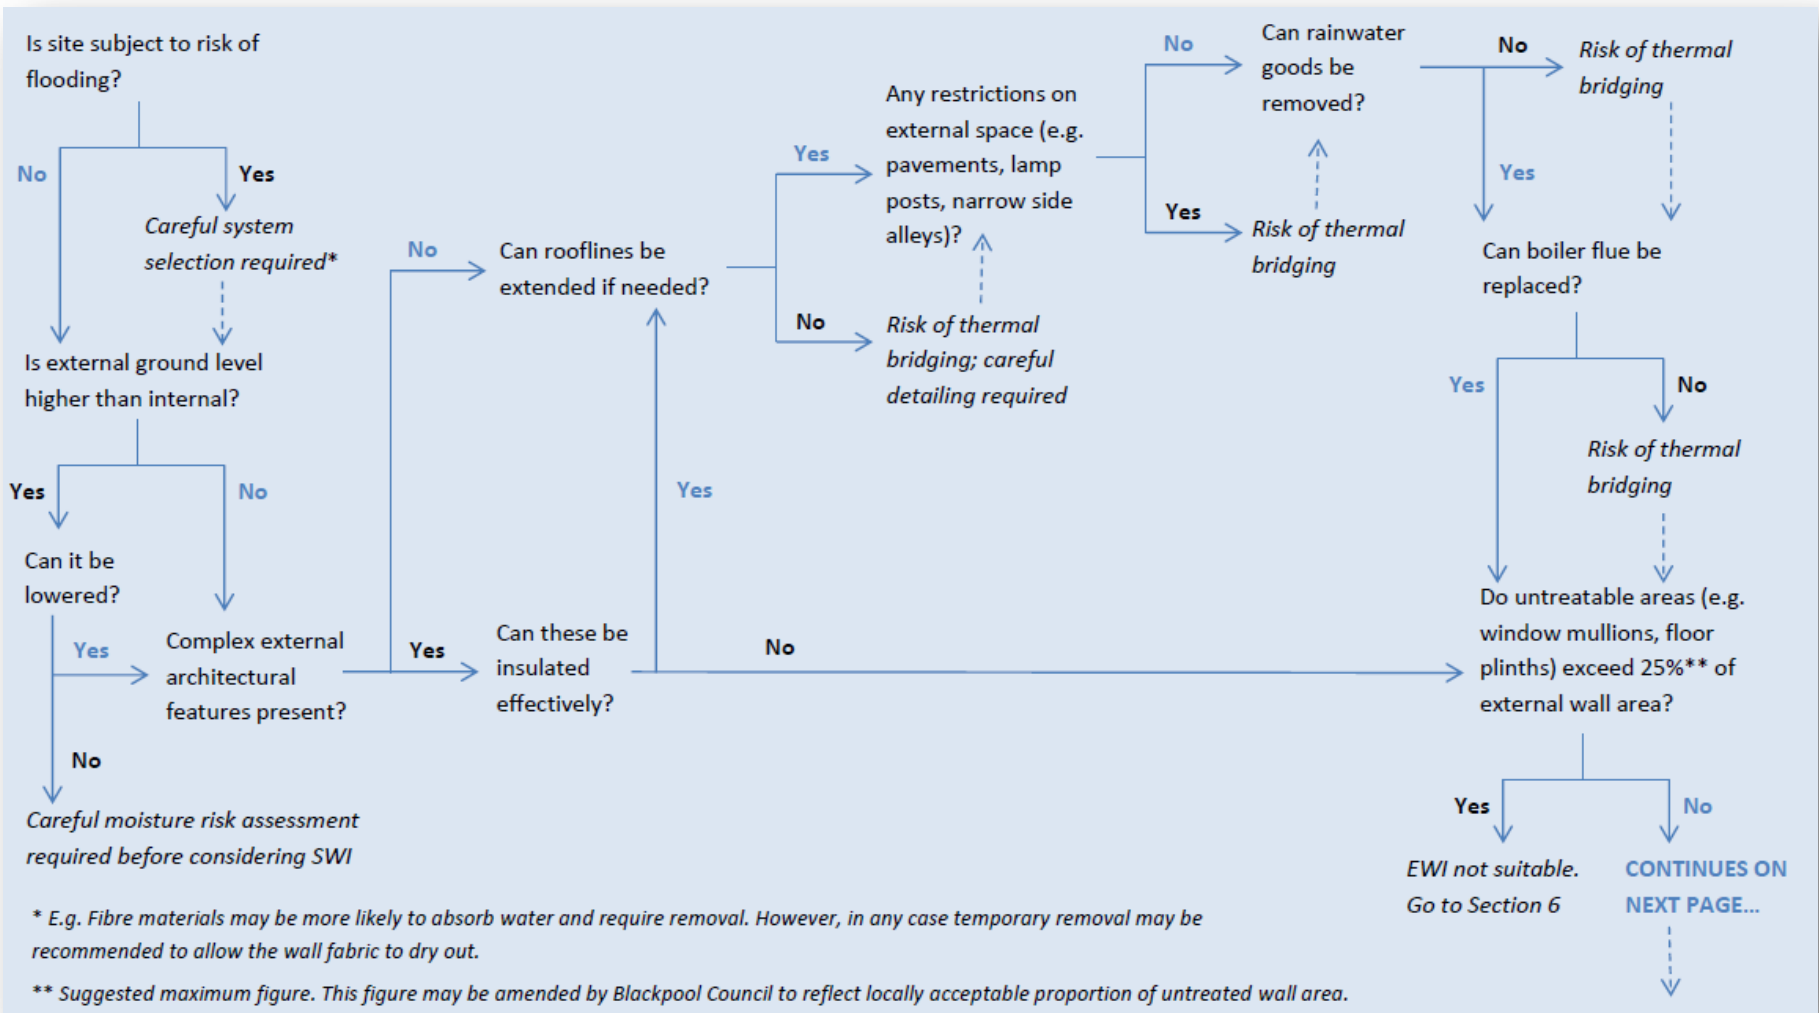 Is site subject to risk of
flooding?
No
Yes
Careful system
selection required*
Is external ground level
higher than internal?
Yes
No
Can it be
lowered?
Yes
No
Careful moisture risk assessment
required before considering SWI
Complex external
architectural
features present?
No
Yes
Can these be
insulated
effectively?
Yes
No
Can rooflines be
extended if needed?
Yes
No
Risk of thermal
bridging; careful
detailing required
Any restrictions on
external space (e.g.
pavements, lamp
posts, narrow side
alleys)?
No
Yes
Risk of thermal
bridging
Can rainwater
goods be
removed?
No
Yes
Risk of thermal
bridging
Can boiler flue be
replaced?
Yes
No
Risk of thermal
bridging
Do untreatable areas (e.g.
window mullions, floor
plinths) exceed 25%** of
external wall area?
Yes
No
EWI not suitable.
Go to Section 6
CONTINUES ON
NEXT PAGE...
* E.g. Fibre materials may be more likely to absorb water and require removal. However, in any case temporary removal may be
recommended to allow the wall fabric to dry out.
** Suggested maximum figure. This figure may be amended by Blackpool Council to reflect locally acceptable proportion of untreated wall area.